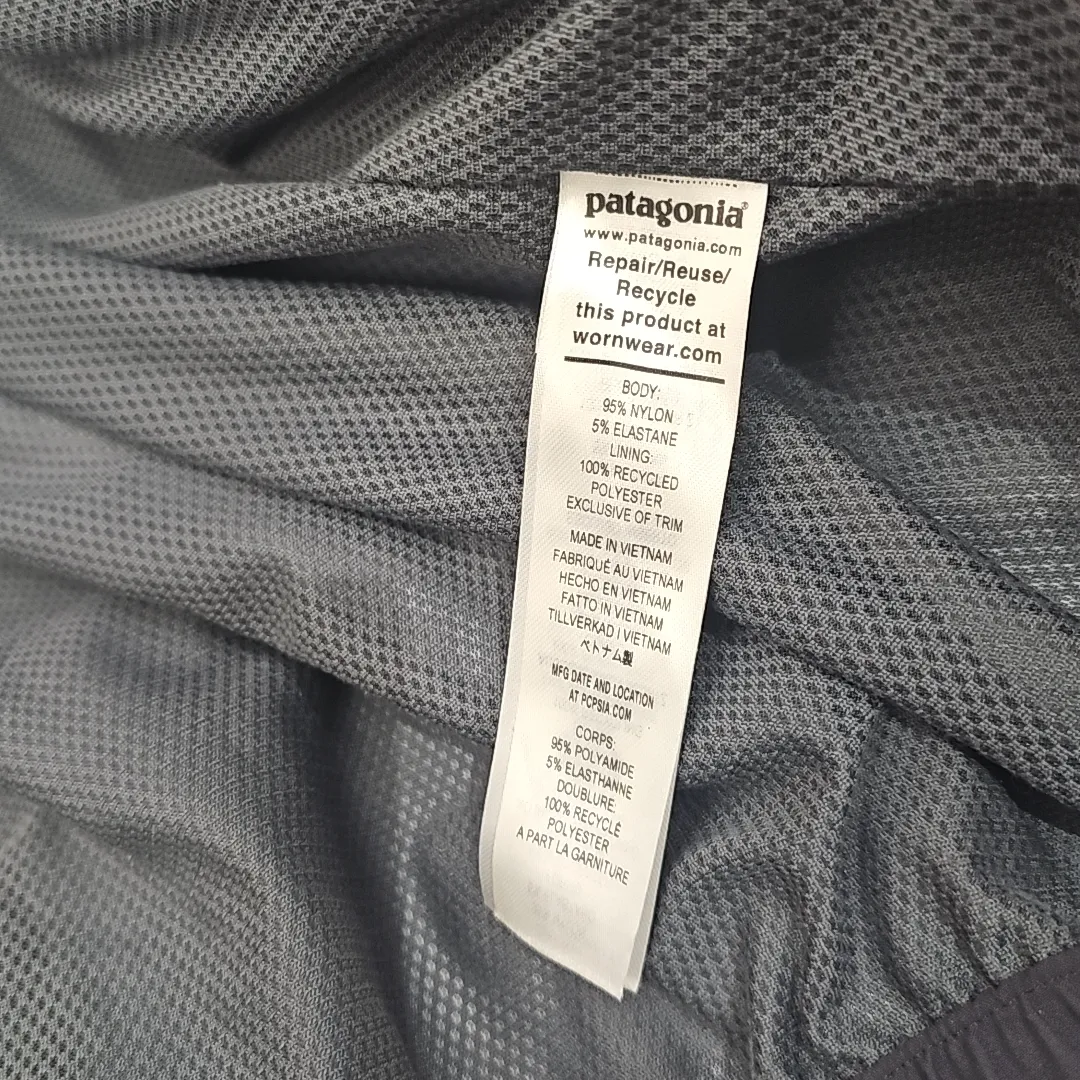 patagonia®
www.patagonia.com
Repair/Reuse/
Recycle
this product at
wornwear.com
BODY:
95% NYLON
5% ELASTANE
LINING:
100% RECYCLED
POLYESTER
EXCLUSIVE OF TRIM
MADE IN VIETNAM
FABRIQUÉ AU VIETNAM
HECHO EN VIETNAM
FATTO IN VIETNAM
TILLVERKAD I VIETNAM
ベトナム製
MFG DATE AND LOCATION
AT PCPSIA.COM
CORPS:
95% POLYAMIDE
5% ELASTHANNE
DOUBLURE:
100% RECYCLÉ
POLYESTER
A PART LA GARNITURE